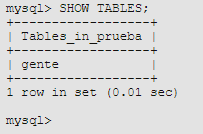 mysql> SHOW TABLES;
+------------------+
| Tables_in_prueba |
+------------------+
| gente            |
+------------------+
1 row in set (0.01 sec)
mysql>